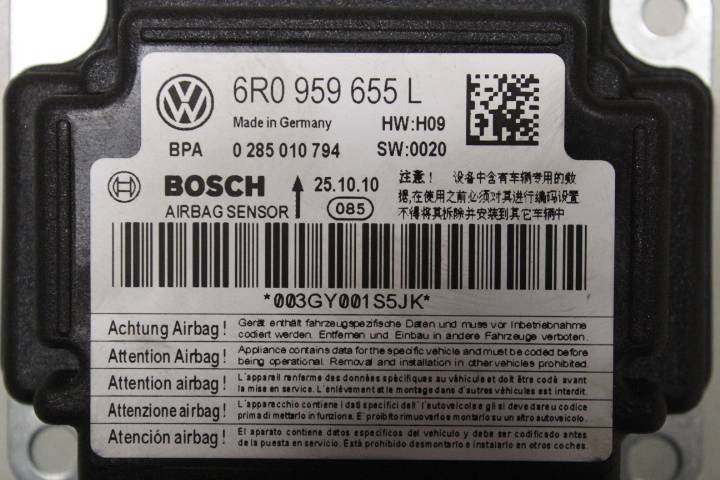 6R0 959 655 L
Made in Germany HW:H09
BPA 0 285 010 794 SW:0020
BOSCH 25.10.10
AIRBAG SENSOR 085
注意！ 设备中含有车辆专用的数
据,在使用之前必须对其进行编码设置
不得将其拆除并安装到其它车辆中
*003GY001S5JK*
Achtung Airbag! Gerät enthält fahrzeugspezifische Daten und muss vor Inbetriebnahme
codiert werden. Entfernen und Einbau in andere Fahrzeuge verboten.
Attention Airbag! Appliance contains data for the specific vehicle and must be coded before
being operational. Removal and installation in other vehicles prohibited.
Attention airbag! L'appareil renferme des données spécifiques au véhicule et doit être codé avant
la mise en service. L'enlèvement et le montage dans d'autres véhicules est interdit.
Attenzione airbag! L'apparecchio contiene i dati specifici dell' l'autoveicolo e gli si deve dare u codice
prima di metterlo in funzione. E' proibito rimuoverlo e montarlo su un altro autoveicolo.
Atención airbag! El aparato contiene datos específicos del vehículo y debe ser codificado antes
de la puesta en servicio. Está prohibido desmontarlo e instalarlo en otros coches.